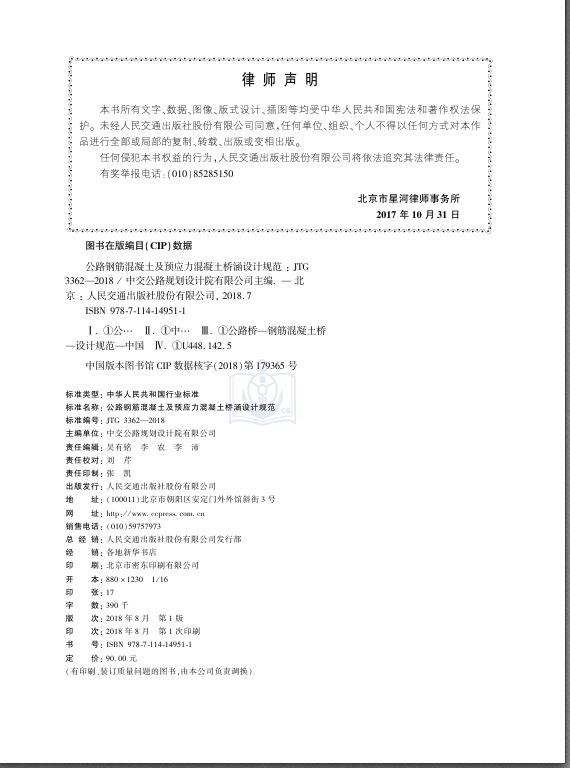 律师声明
本书所有文字、数据、图像、版式设计、插图等均受中华人民共和国宪法和著作权法保
护。未经人民交通出版社股份有限公司同意,任何单位、组织、个人不得以任何方式对本作
品进行全部或局部的复制、转载、出版或变相出版。
任何侵犯本书权益的行为,人民交通出版社股份有限公司将依法追究其法律责任。
有奖举报电话:(010)85285150
北京市星河律师事务所
2017 年 10 月 31 日
图书在版编目(CIP)数据
公路钢筋混凝土及预应力混凝土桥涵设计规范 : JTG
3362—2018 / 中交公路规划设计院有限公司主编. — 北
京 : 人民交通出版社股份有限公司, 2018.7
ISBN 978-7-114-14951-1
Ⅰ. ①公… Ⅱ. ①中… Ⅲ. ①公路桥—钢筋混凝土桥
—设计规范—中国 Ⅳ. ①U448.142.5
中国版本图书馆 CIP 数据核字(2018)第 179365 号
标准类型: 中华人民共和国行业标准
标准名称: 公路钢筋混凝土及预应力混凝土桥涵设计规范
标准编号: JTG 3362—2018
主编单位: 中交公路规划设计院有限公司
责任编辑: 吴有铭 李 农 李 沛
责任校对: 刘 芹
责任印制: 张 凯
出版发行: 人民交通出版社股份有限公司
地 址: (100011)北京市朝阳区安定门外外馆斜街 3 号
网 址: http://www.ccpress.com.cn
销售电话: (010)59757973
总 经 销: 人民交通出版社股份有限公司发行部
经 销: 各地新华书店
印 刷: 北京市密东印刷有限公司
开 本: 880×1230 1/16
印 张: 17
字 数: 390 千
版 次: 2018 年 8 月 第 1 版
印 次: 2018 年 8 月 第 1 次印刷
书 号: ISBN 978-7-114-14951-1
定 价: 90.00 元
(有印刷、装订质量问题的图书,由本公司负责调换)